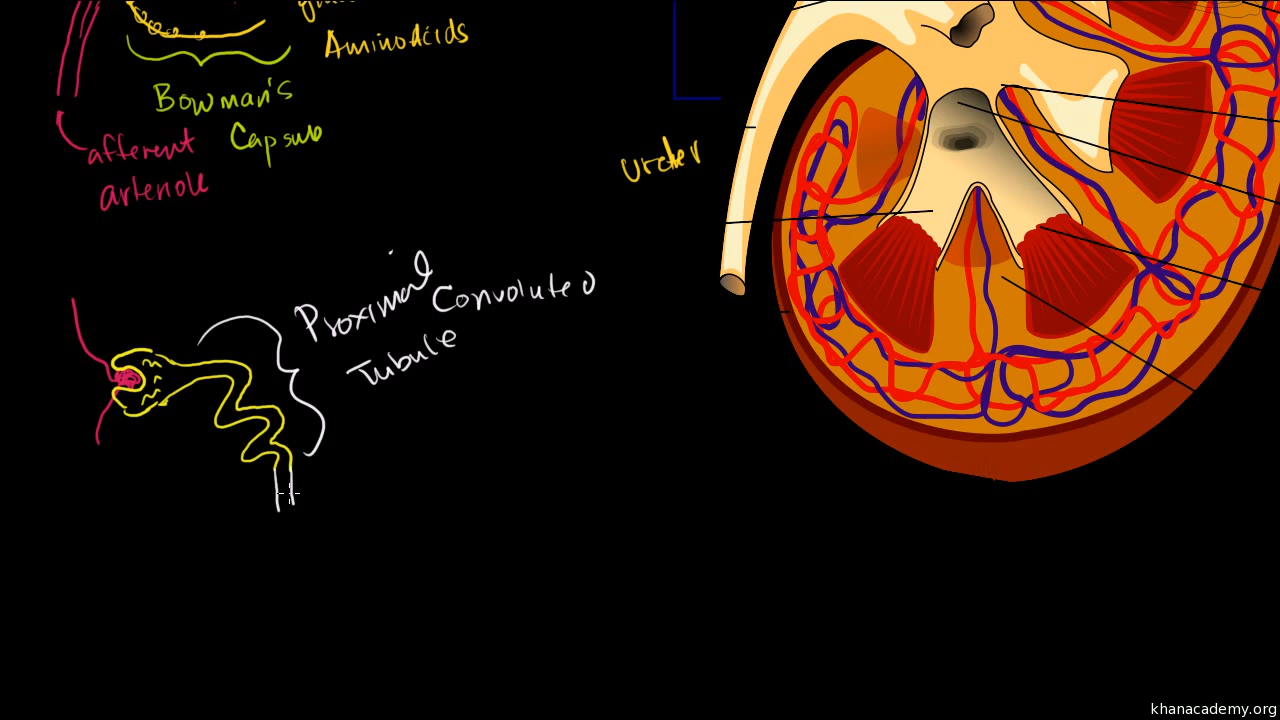 Amino Acids
Bowman's
Capsule
afferent
arteriole
ureter
Proximal
Convoluted
Tubule
khanacademy.org